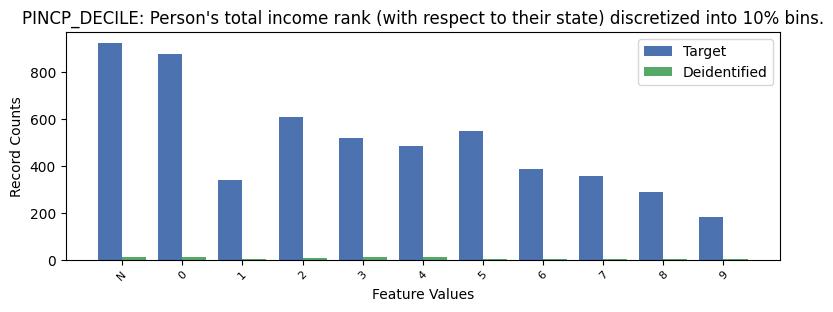 PINCP_DECILE: Person's total income rank (with respect to their state) discretized into 10% bins.
Target
Deidentified
Record Counts
800
600
400
200
0
N 0 1 2 3 4 5 6 7 8 9
Feature Values